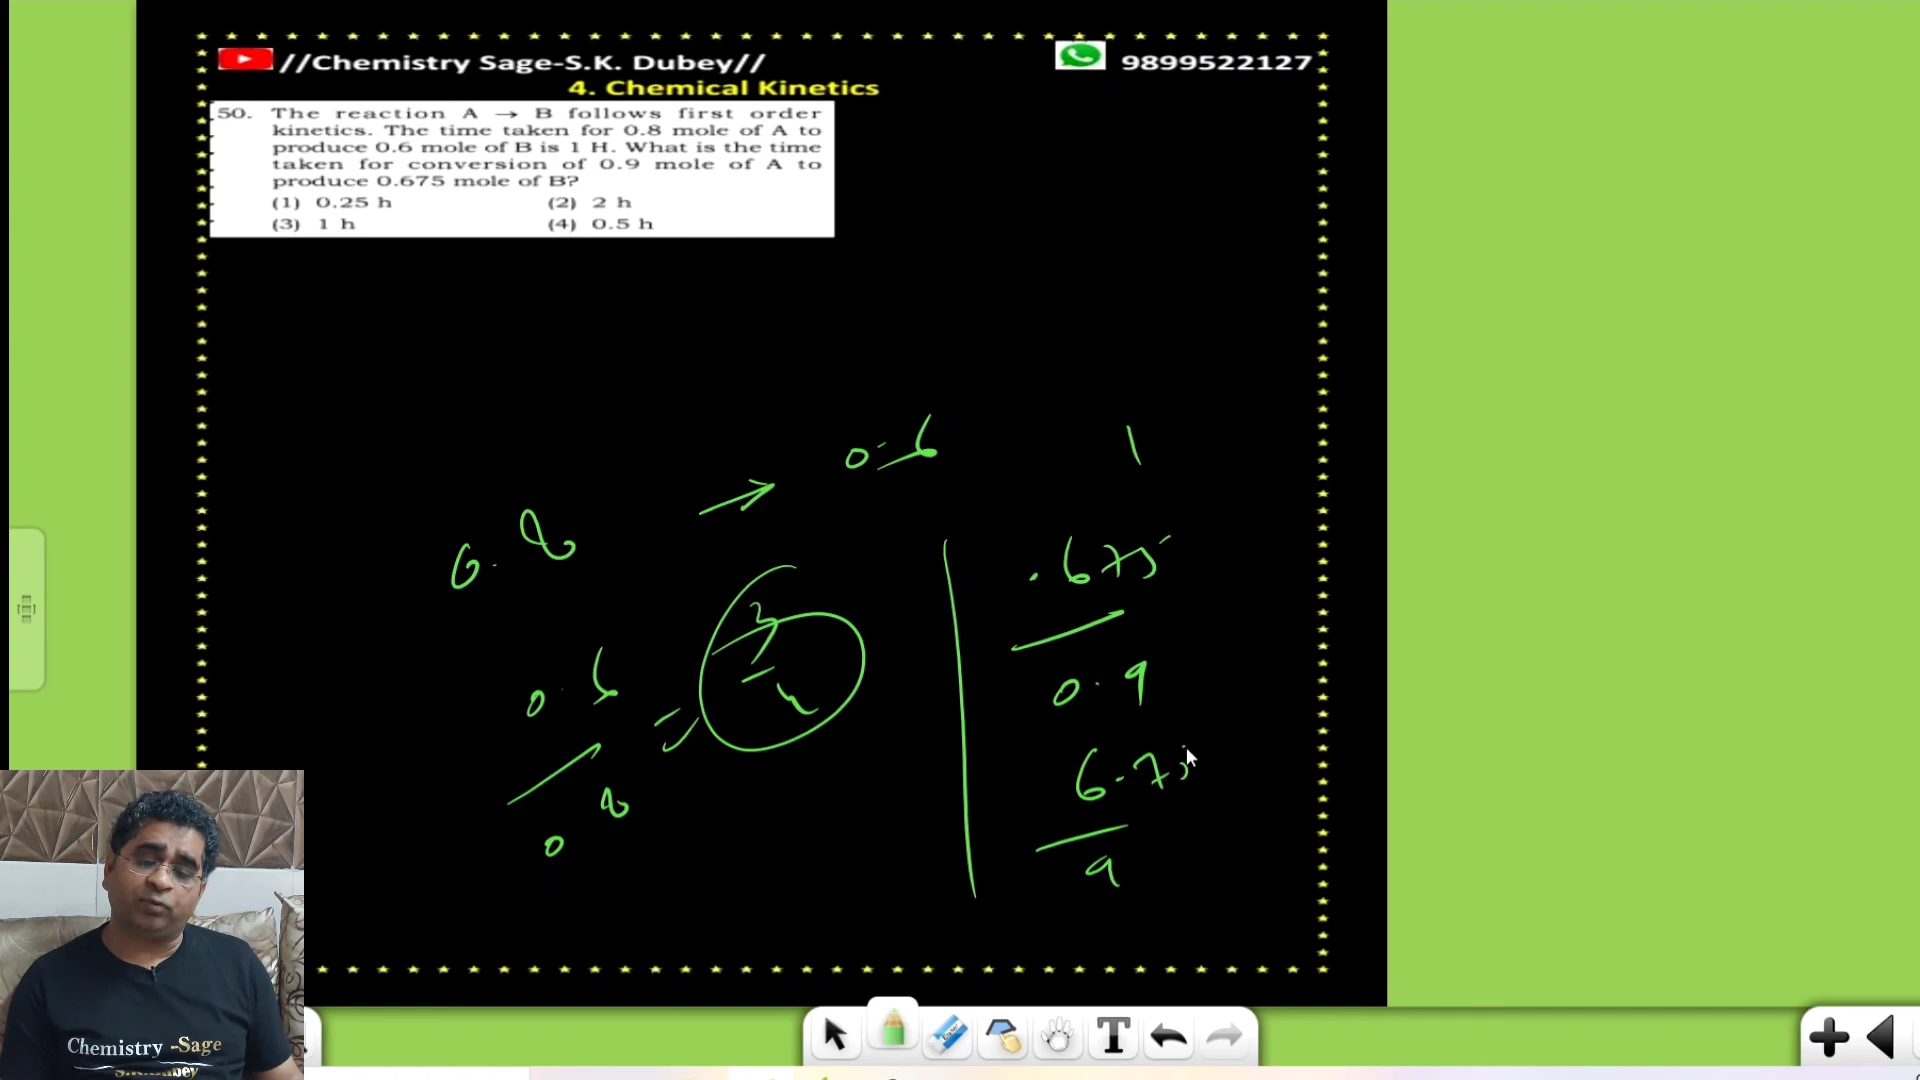 //Chemistry Sage-S.K. Dubey// 9899522127
4. Chemical Kinetics
50. The reaction A → B follows first order
kinetics. The time taken for 0.8 mole of A to
produce 0.6 mole of B is 1 H. What is the time
taken for conversion of 0.9 mole of A to
produce 0.675 mole of B?
(1) 0.25 h (2) 2 h
(3) 1 h (4) 0.5 h
0.8 → 0.6 1
0.6
0 8
= 3
4
.675
0.9
6.75
9
Chemistry -Sage
S.K.Dubey
T